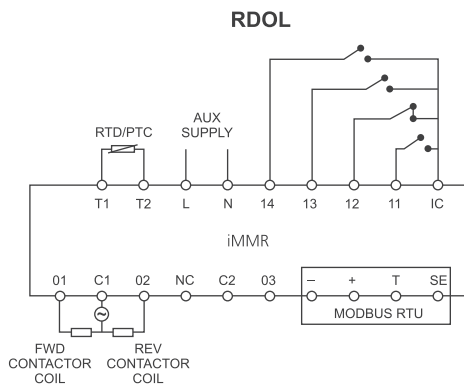 RDOL
RTD/PTC
AUX
SUPPLY
T1 T2 L N 14 13 12 11 IC
iMMR
01 C1 02 NC C2 03 – + T SE
MODBUS RTU
FWD
CONTACTOR
COIL
REV
CONTACTOR
COIL